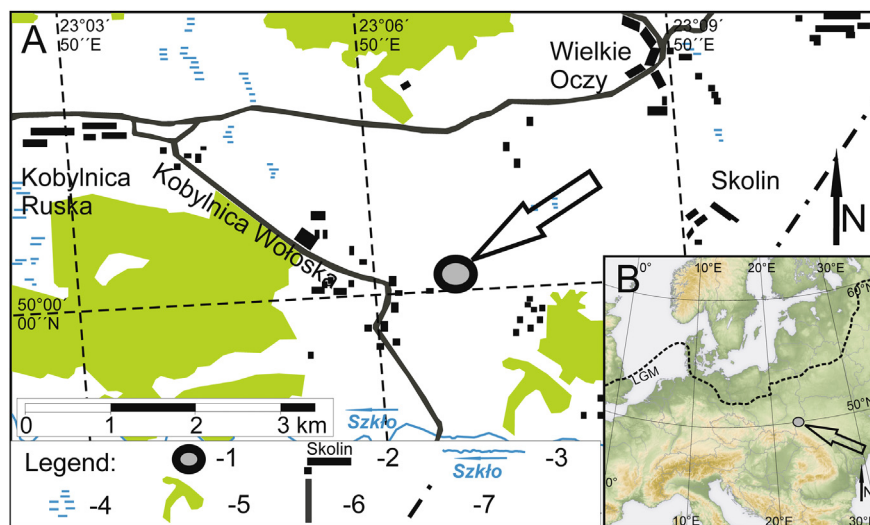 A
23°03´
50´´E
23°06´
50´´E
23°09´
50´´E
Wielkie
Oczy
Kobylnica
Ruska
Kobylnica Wołoska
Skolin
N
50°00´
00´´N
0 1 2 3 km
Szkło
Legend:
-1
Skolin
-2
Szkło
-3
-4
-5
-6
-7
B
0°
10°E
20°E
30°E
60°N
LGM
50°N
N
0°
10°E
20°E
30°E